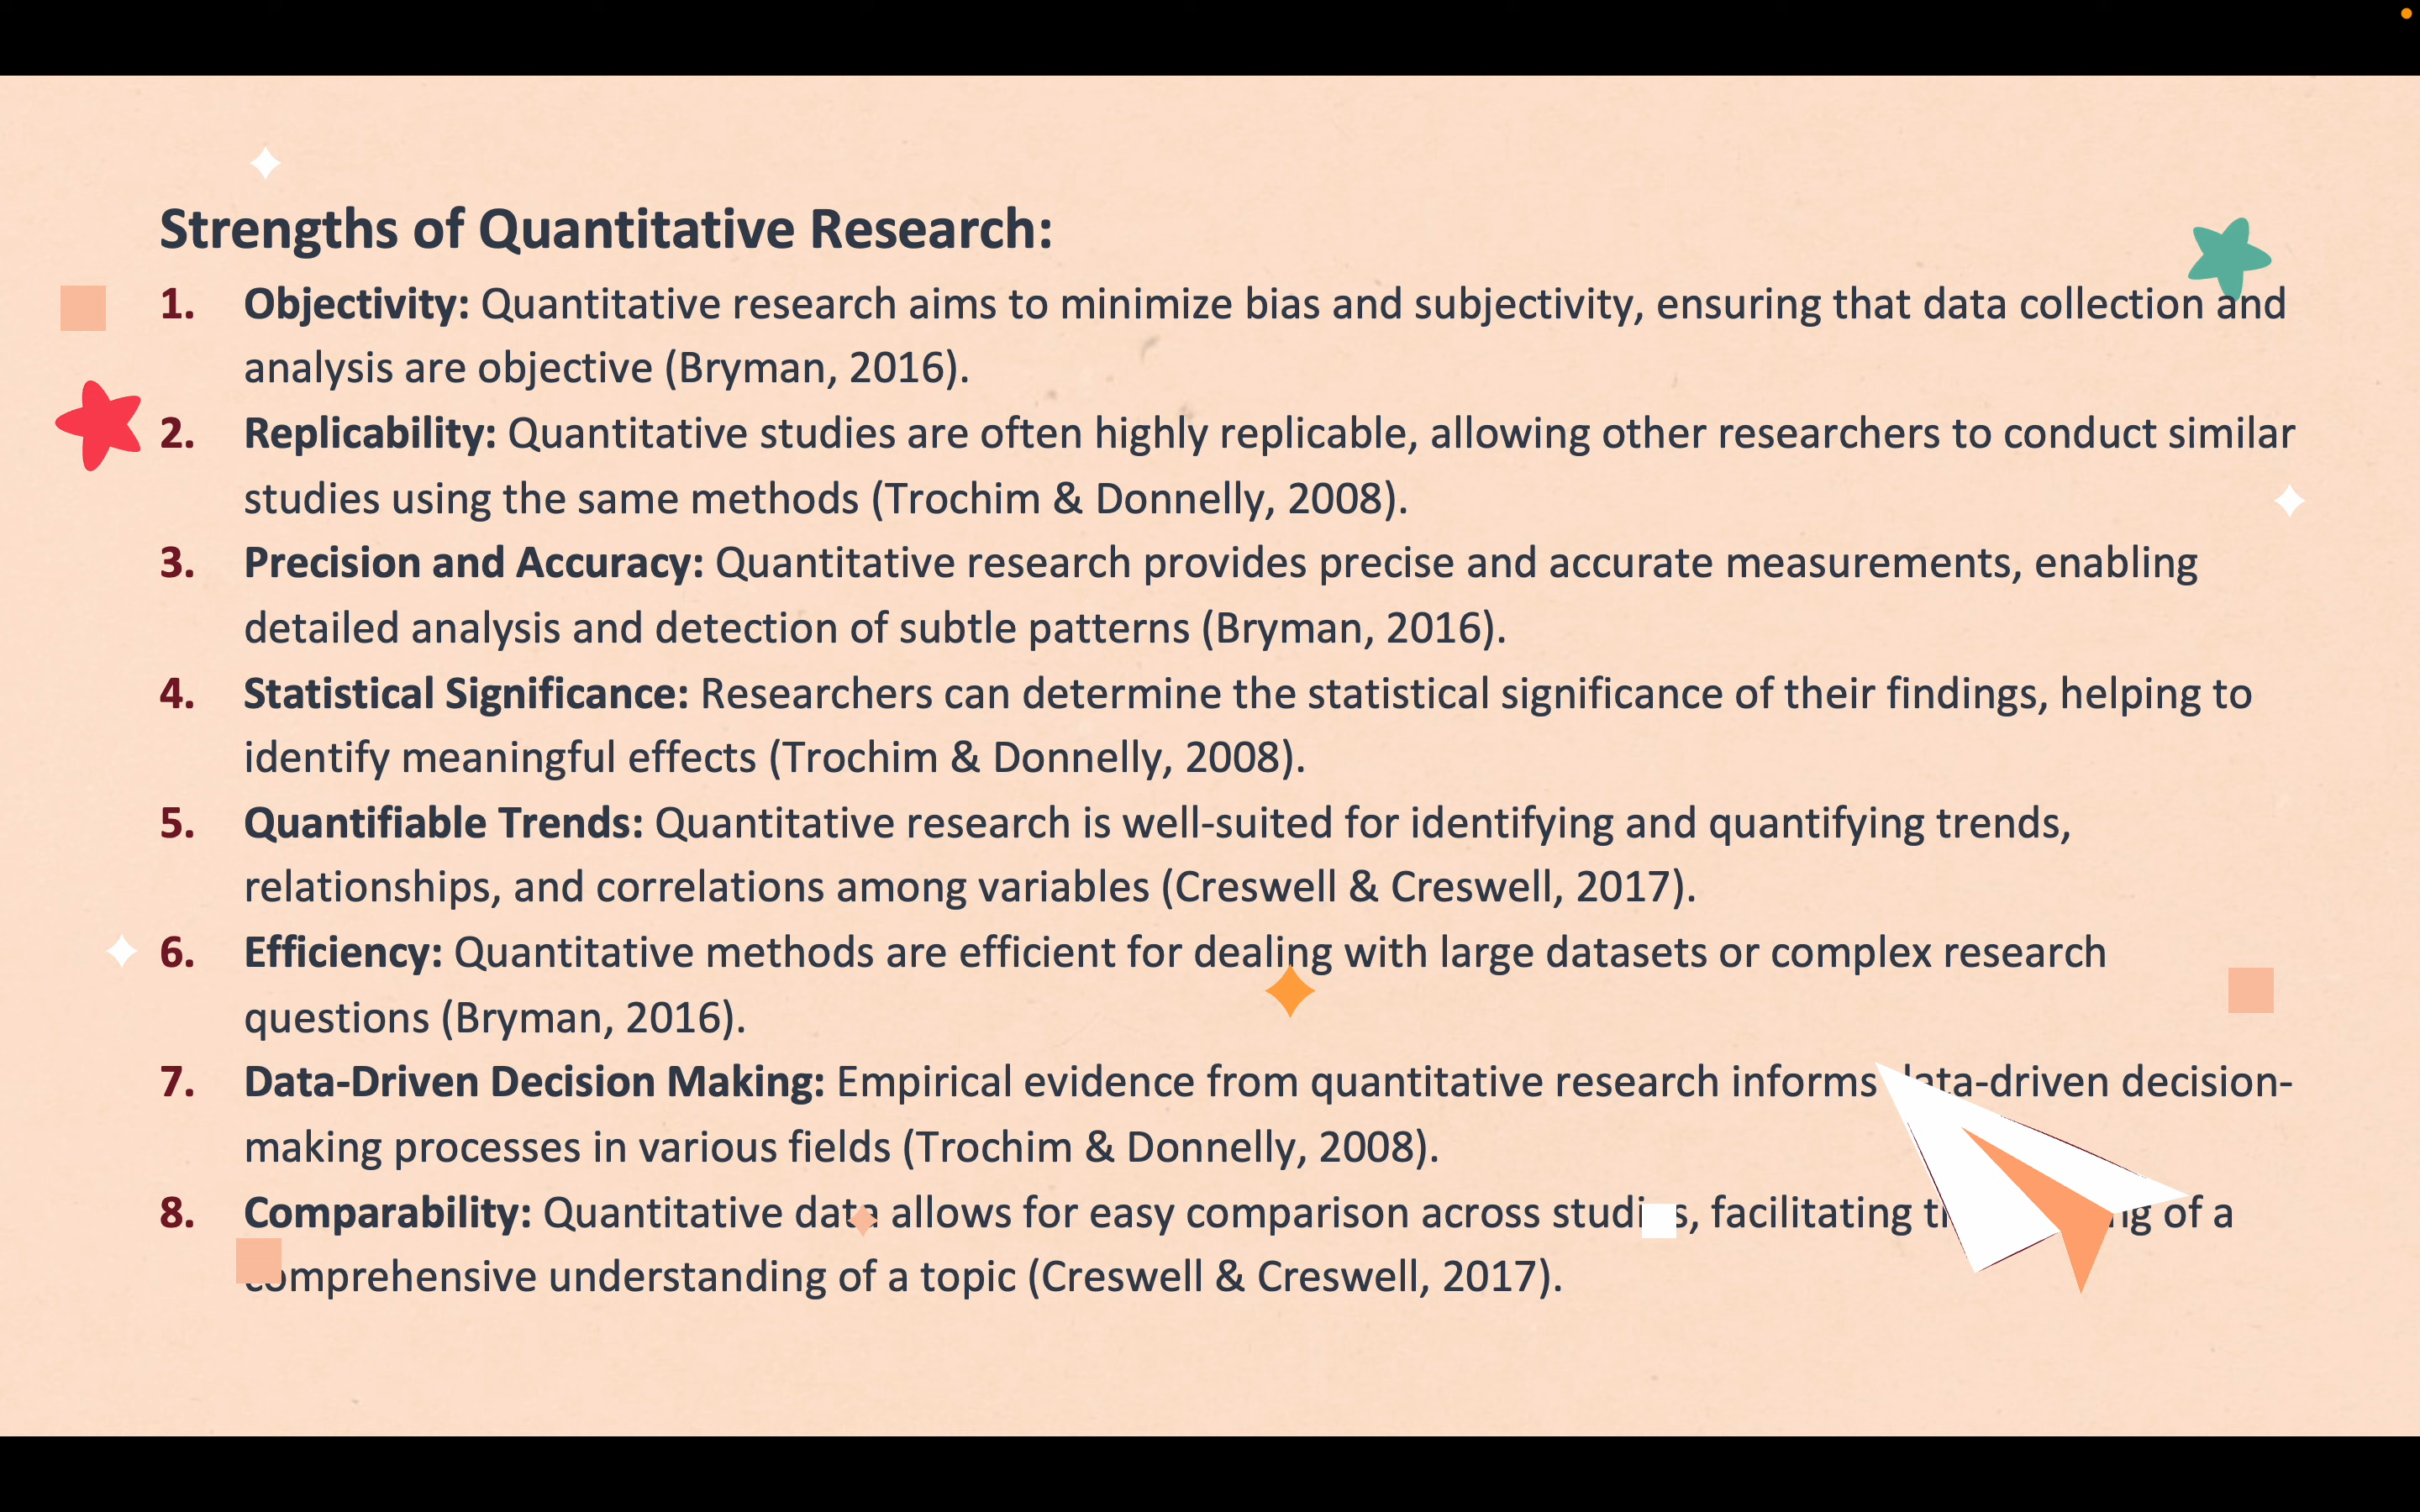 Strengths of Quantitative Research:
1. Objectivity: Quantitative research aims to minimize bias and subjectivity, ensuring that data collection and
analysis are objective (Bryman, 2016).
2. Replicability: Quantitative studies are often highly replicable, allowing other researchers to conduct similar
studies using the same methods (Trochim & Donnelly, 2008).
3. Precision and Accuracy: Quantitative research provides precise and accurate measurements, enabling
detailed analysis and detection of subtle patterns (Bryman, 2016).
4. Statistical Significance: Researchers can determine the statistical significance of their findings, helping to
identify meaningful effects (Trochim & Donnelly, 2008).
5. Quantifiable Trends: Quantitative research is well-suited for identifying and quantifying trends,
relationships, and correlations among variables (Creswell & Creswell, 2017).
6. Efficiency: Quantitative methods are efficient for dealing with large datasets or complex research
questions (Bryman, 2016).
7. Data-Driven Decision Making: Empirical evidence from quantitative research informs data-driven decision-
making processes in various fields (Trochim & Donnelly, 2008).
8. Comparability: Quantitative data allows for easy comparison across studies, facilitating of a
comprehensive understanding of a topic (Creswell & Creswell, 2017).